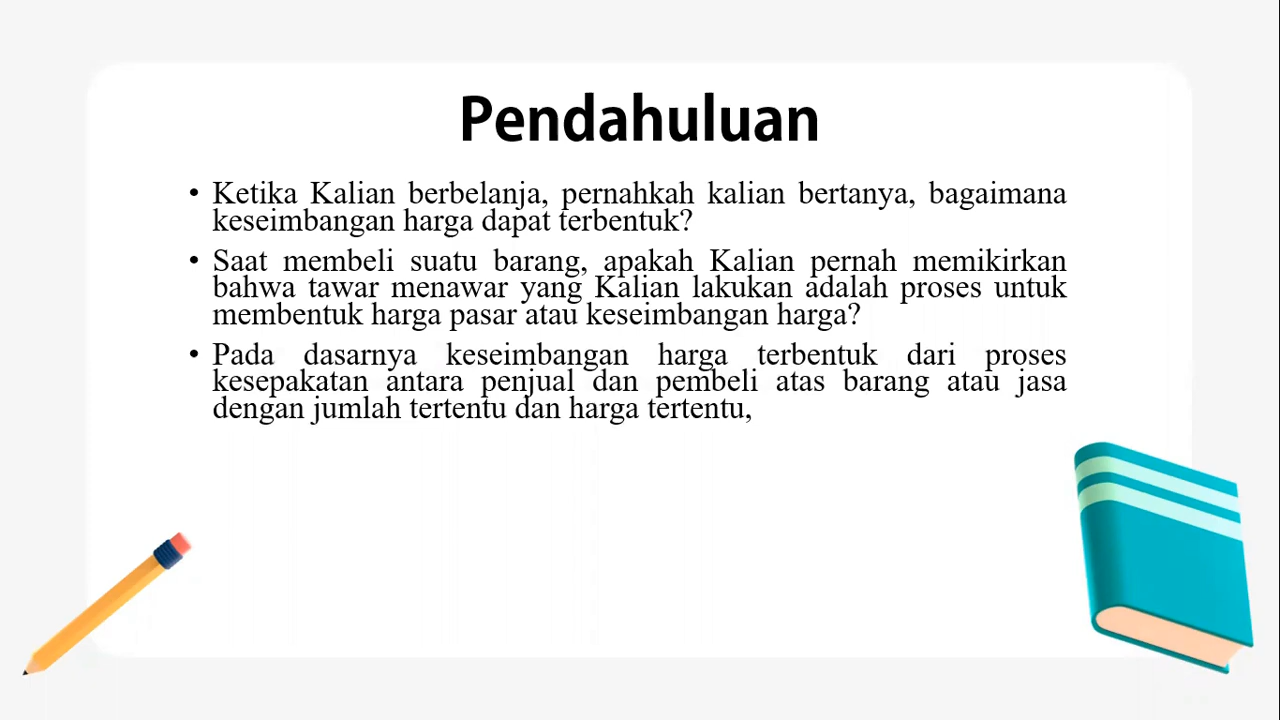 Pendahuluan
• Ketika Kalian berbelanja, pernahkah kalian bertanya, bagaimana
keseimbangan harga dapat terbentuk?
• Saat membeli suatu barang, apakah Kalian pernah memikirkan
bahwa tawar menawar yang Kalian lakukan adalah proses untuk
membentuk harga pasar atau keseimbangan harga?
• Pada dasarnya keseimbangan harga terbentuk dari proses
kesepakatan antara penjual dan pembeli atas barang atau jasa
dengan jumlah tertentu dan harga tertentu,